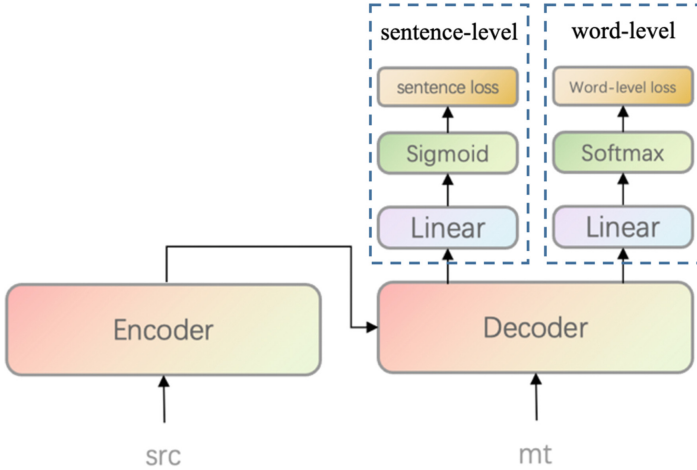 sentence-level
word-level
sentence loss
Word-level loss
Sigmoid
Softmax
Linear
Linear
Encoder
Decoder
src
mt